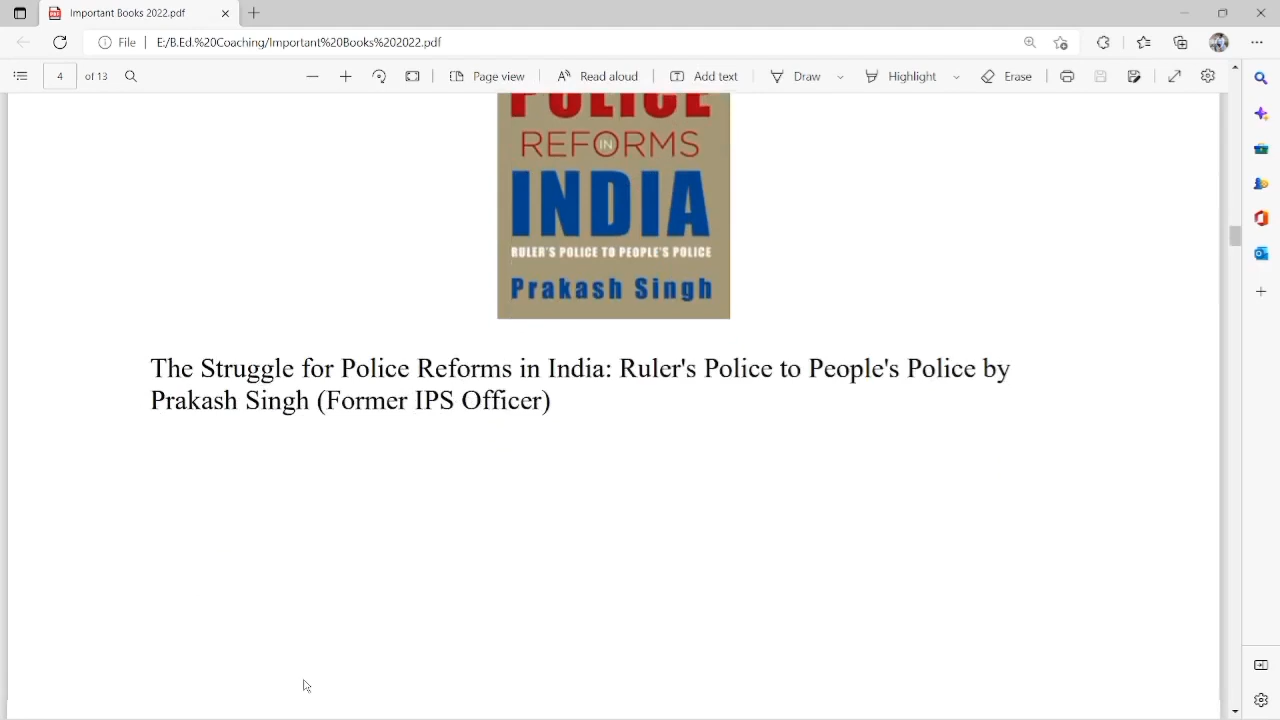 Important Books 2022.pdf
File E:/B.Ed.%20Coaching/Important%20Books%202022.pdf
4 of 13 Page view Read aloud Add text Draw Highlight Erase
POLICE
REFORMS IN
INDIA
RULER'S POLICE TO PEOPLE'S POLICE
Prakash Singh
The Struggle for Police Reforms in India: Ruler's Police to People's Police by
Prakash Singh (Former IPS Officer)